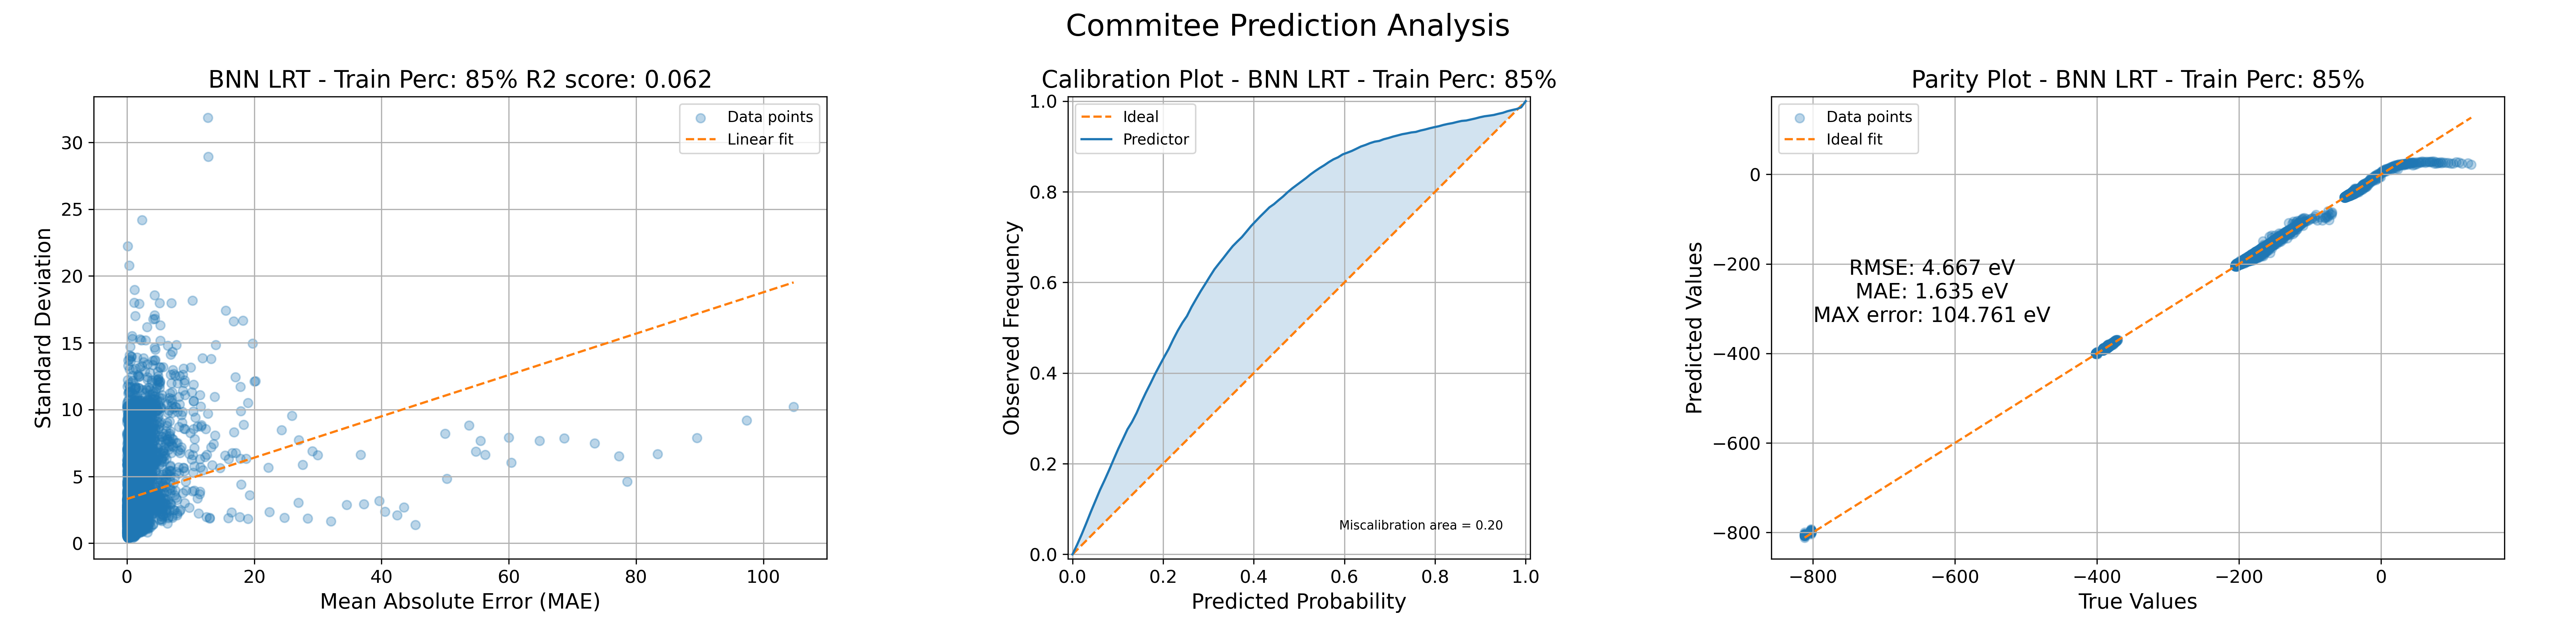 Commitee Prediction Analysis
BNN LRT - Train Perc: 85% R2 score: 0.062
Data points
Linear fit
30
25
20
15
10
5
0
Standard Deviation
0
20
40
60
80
100
Mean Absolute Error (MAE)
Calibration Plot - BNN LRT - Train Perc: 85%
Ideal
Predictor
1.0
0.8
0.6
0.4
0.2
0.0
Observed Frequency
Miscalibration area = 0.20
0.0
0.2
0.4
0.6
0.8
1.0
Predicted Probability
Parity Plot - BNN LRT - Train Perc: 85%
Data points
Ideal fit
0
−200
−400
−600
−800
Predicted Values
RMSE: 4.667 eV
MAE: 1.635 eV
MAX error: 104.761 eV
−800
−600
−400
−200
0
True Values